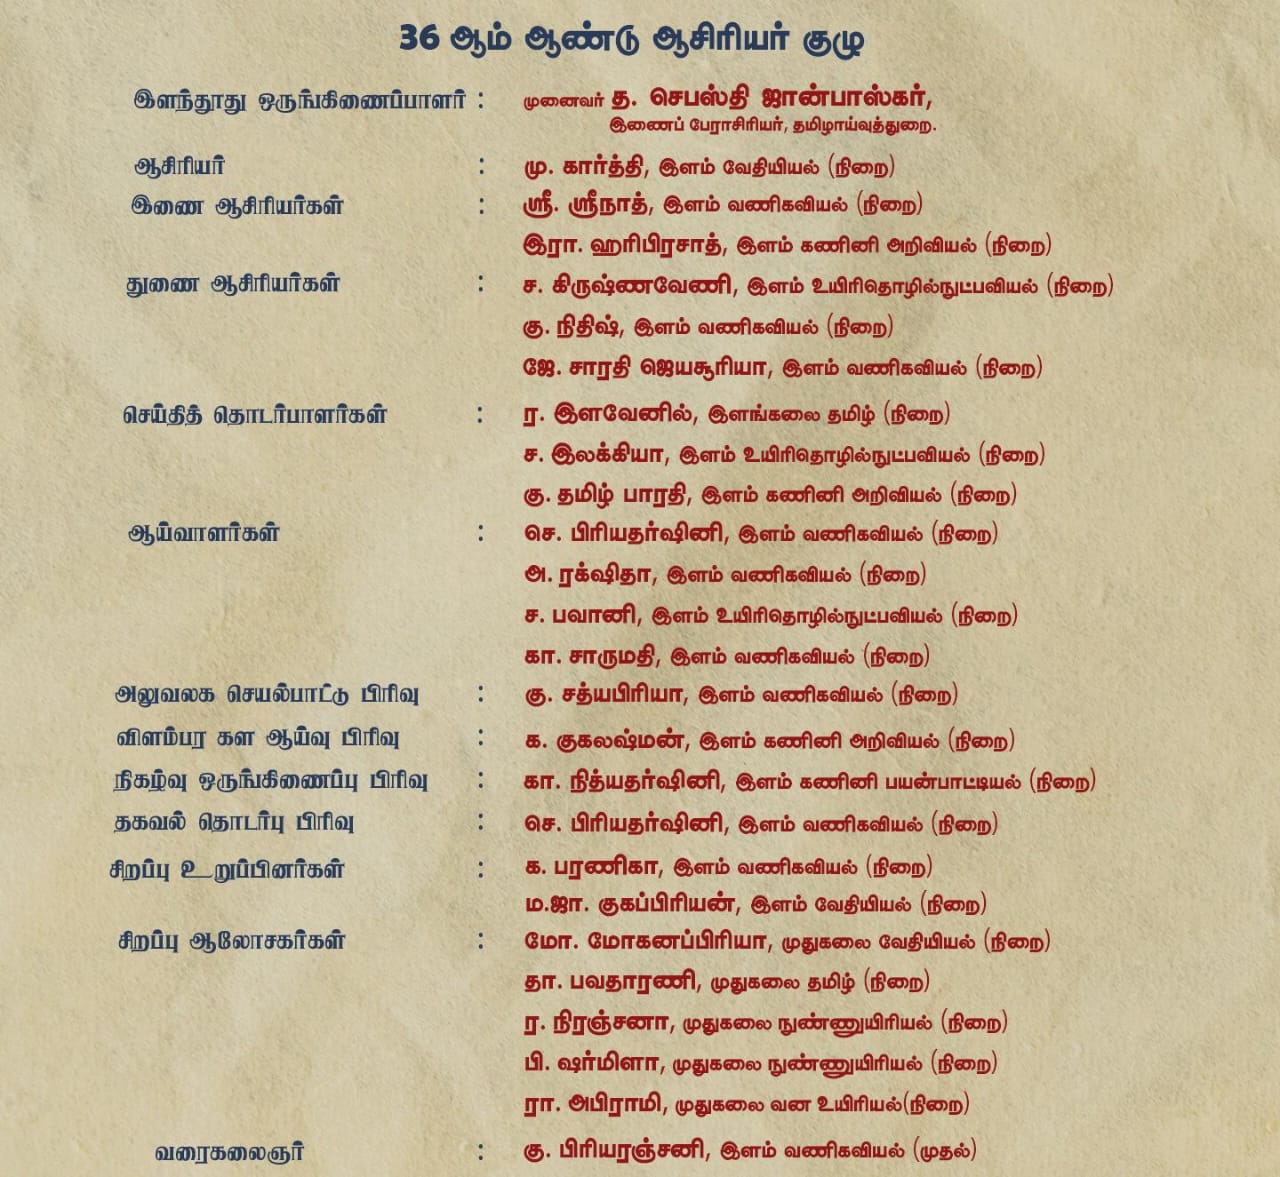 36 ஆம் ஆண்டு ஆசிரியர் குழு
இளந்தூது ஒருங்கிணைப்பாளர் : முனைவர் த. செபஸ்தி ஜான்பாஸ்கர்,
இணைப் பேராசிரியர், தமிழாய்வுத்துறை.
ஆசிரியர் : மு. கார்த்தி, இளம் வேதியியல் (நிறை)
இணை ஆசிரியர்கள் : ஸ்ரீ. ஸ்ரீநாத், இளம் வணிகவியல் (நிறை)
இரா. ஹரிபிரசாத், இளம் கணினி அறிவியல் (நிறை)
துணை ஆசிரியர்கள் : ச. கிருஷ்ணவேணி, இளம் உயிரிதொழில்நுட்பவியல் (நிறை)
கு. நிதிஷ், இளம் வணிகவியல் (நிறை)
ஜே. சாரதி ஜெயசூரியா, இளம் வணிகவியல் (நிறை)
செய்தித் தொடர்பாளர்கள் : ர. இளவேனில், இளங்கலை தமிழ் (நிறை)
ச. இலக்கியா, இளம் உயிரிதொழில்நுட்பவியல் (நிறை)
கு. தமிழ் பாரதி, இளம் கணினி அறிவியல் (நிறை)
ஆய்வாளர்கள் : செ. பிரியதர்ஷினி, இளம் வணிகவியல் (நிறை)
அ. ரக்‌ஷிதா, இளம் வணிகவியல் (நிறை)
ச. பவானி, இளம் உயிரிதொழில்நுட்பவியல் (நிறை)
கா. சாருமதி, இளம் வணிகவியல் (நிறை)
அலுவலக செயல்பாட்டு பிரிவு : கு. சத்யபிரியா, இளம் வணிகவியல் (நிறை)
விளம்பர கள ஆய்வு பிரிவு : க. குகலஷ்மன், இளம் கணினி அறிவியல் (நிறை)
நிகழ்வு ஒருங்கிணைப்பு பிரிவு : கா. நித்யதர்ஷினி, இளம் கணினி பயன்பாட்டியல் (நிறை)
தகவல் தொடர்பு பிரிவு : செ. பிரியதர்ஷினி, இளம் வணிகவியல் (நிறை)
சிறப்பு உறுப்பினர்கள் : க. பரணிகா, இளம் வணிகவியல் (நிறை)
ம.ஜா. குகப்பிரியன், இளம் வேதியியல் (நிறை)
சிறப்பு ஆலோசகர்கள் : மோ. மோகனப்பிரியா, முதுகலை வேதியியல் (நிறை)
தா. பவதாரணி, முதுகலை தமிழ் (நிறை)
ர. நிரஞ்சனா, முதுகலை நுண்ணுயிரியல் (நிறை)
பி. ஷர்மிளா, முதுகலை நுண்ணுயிரியல் (நிறை)
ரா. அபிராமி, முதுகலை வன உயிரியல்(நிறை)
வரைகலைஞர் : கு. பிரியரஞ்சனி, இளம் வணிகவியல் (முதல்)